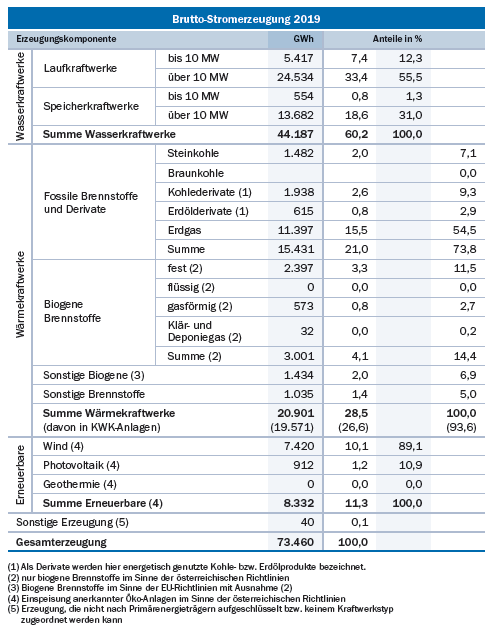 Brutto-Stromerzeugung 2019
Erzeugungskomponente GWh Anteile in %
Wasserkraftwerke
Laufkraftwerke bis 10 MW 5.417 7,4 12,3
über 10 MW 24.534 33,4 55,5
Speicherkraftwerke bis 10 MW 554 0,8 1,3
über 10 MW 13.682 18,6 31,0
Summe Wasserkraftwerke 44.187 60,2 100,0
Wärmekraftwerke
Fossile Brennstoffe und Derivate
Steinkohle 1.482 2,0 7,1
Braunkohle 0,0
Kohlederivate (1) 1.938 2,6 9,3
Erdölderivate (1) 615 0,8 2,9
Erdgas 11.397 15,5 54,5
Summe 15.431 21,0 73,8
Biogene Brennstoffe
fest (2) 2.397 3,3 11,5
flüssig (2) 0 0,0 0,0
gasförmig (2) 573 0,8 2,7
Klär- und
Deponiegas (2) 32 0,0 0,2
Summe (2) 3.001 4,1 14,4
Sonstige Biogene (3) 1.434 2,0 6,9
Sonstige Brennstoffe 1.035 1,4 5,0
Summe Wärmekraftwerke 20.901 28,5 100,0
(davon in KWK-Anlagen) (19.571) (26,6) (93,6)
Erneuerbare
Wind (4) 7.420 10,1 89,1
Photovoltaik (4) 912 1,2 10,9
Geothermie (4) 0 0,0 0,0
Summe Erneuerbare (4) 8.332 11,3 100,0
Sonstige Erzeugung (5) 40 0,1
Gesamterzeugung 73.460 100,0
(1) Als Derivate werden hier energetisch genutzte Kohle- bzw. Erdölprodukte bezeichnet.
(2) nur biogene Brennstoffe im Sinne der österreichischen Richtlinien
(3) Biogene Brennstoffe im Sinne der EU-Richtlinien mit Ausnahme (2)
(4) Einspeisung anerkannter Öko-Anlagen im Sinne der österreichischen Richtlinien
(5) Erzeugung, die nicht nach Primärenergieträgern aufgeschlüsselt bzw. keinem Kraftwerkstyp
zugeordnet werden kann